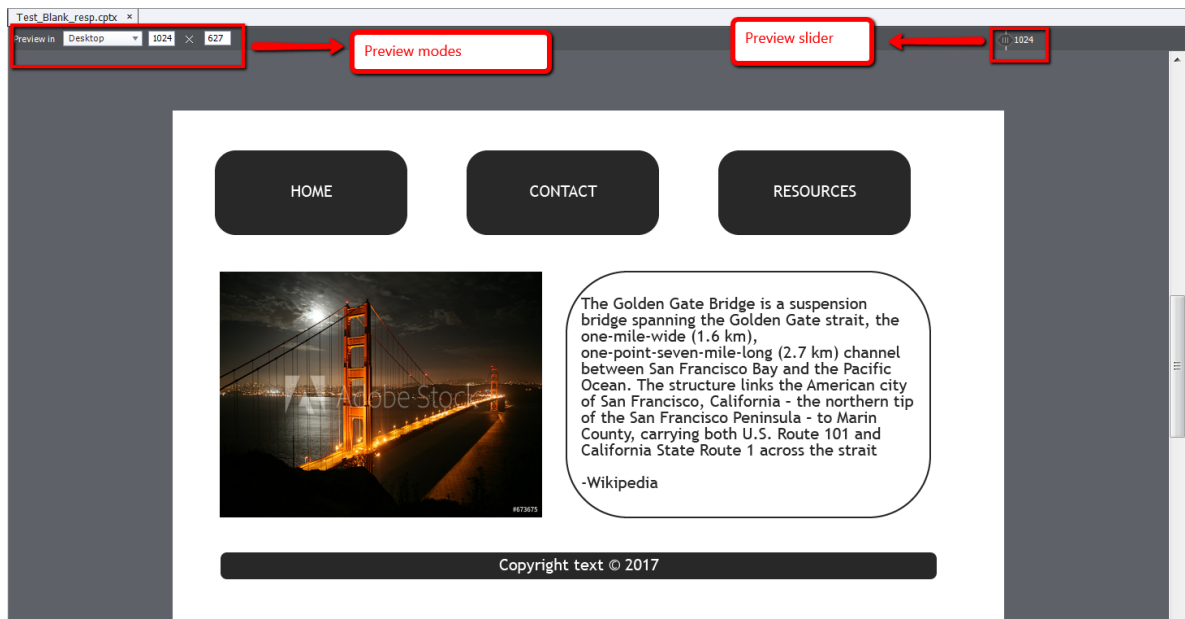 Test_Blank_resp.cptx ×
Preview in Desktop 1024 × 627
Preview modes
Preview slider
1024
HOME
CONTACT
RESOURCES
Adobe Stock
#673675
The Golden Gate Bridge is a suspension
bridge spanning the Golden Gate strait, the
one-mile-wide (1.6 km),
one-point-seven-mile-long (2.7 km) channel
between San Francisco Bay and the Pacific
Ocean. The structure links the American city
of San Francisco, California – the northern tip
of the San Francisco Peninsula – to Marin
County, carrying both U.S. Route 101 and
California State Route 1 across the strait
-Wikipedia
Copyright text © 2017